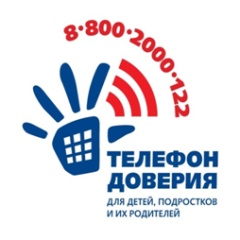 8·800·2000·122
ТЕЛЕФОН
ДОВЕРИЯ
ДЛЯ ДЕТЕЙ, ПОДРОСТКОВ
И ИХ РОДИТЕЛЕЙ